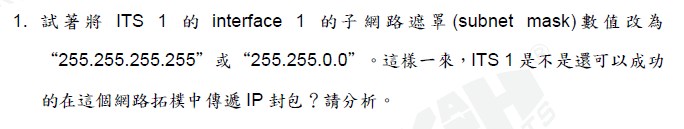 1. 試著將 ITS 1 的 interface 1 的子網路遮罩(subnet mask)數值改為
“255.255.255.255”或“255.255.0.0”。這樣一來，ITS 1 是不是還可以成功
的在這個網路拓樸中傳遞 IP 封包？請分析。